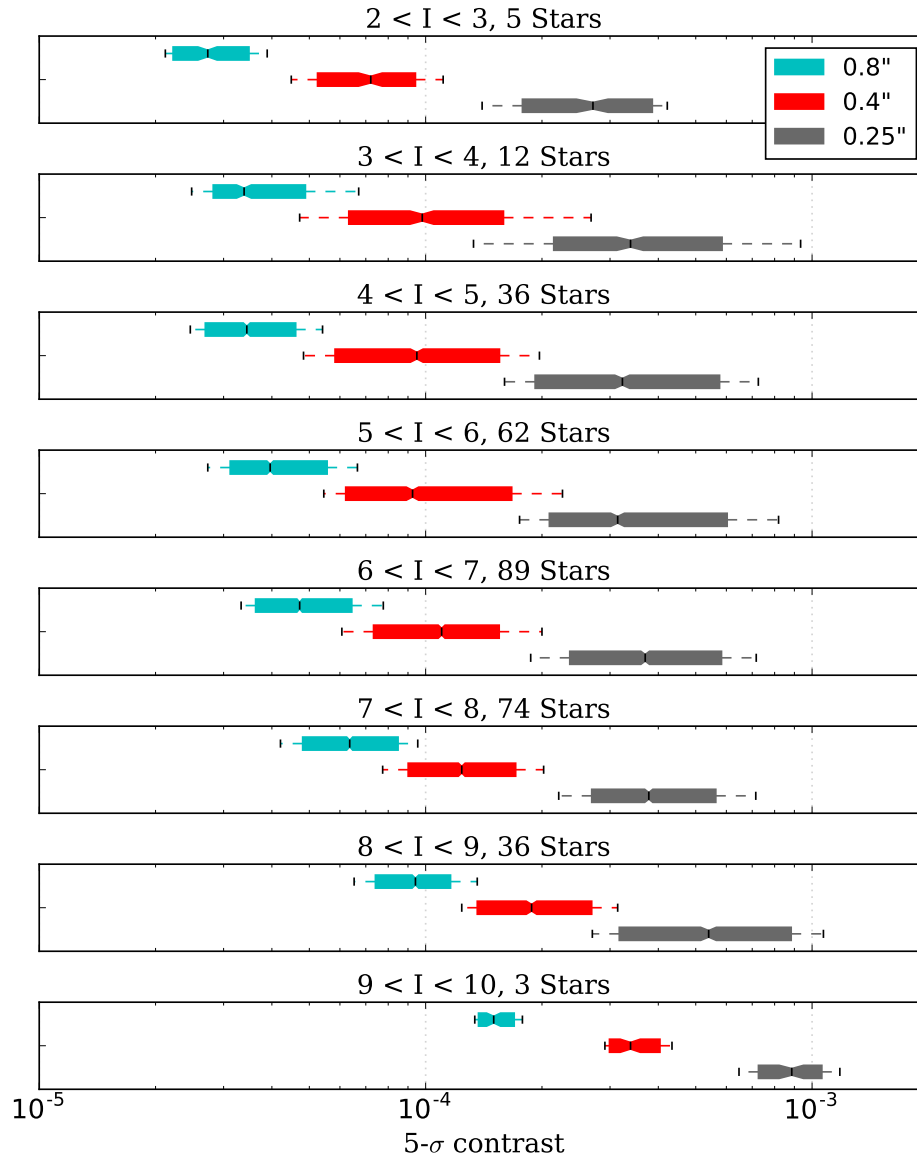 2 < I < 3, 5 Stars
0.8"
0.4"
0.25"
3 < I < 4, 12 Stars
4 < I < 5, 36 Stars
5 < I < 6, 62 Stars
6 < I < 7, 89 Stars
7 < I < 8, 74 Stars
8 < I < 9, 36 Stars
9 < I < 10, 3 Stars
10⁻⁵ 10⁻⁴ 10⁻³
5-σ contrast